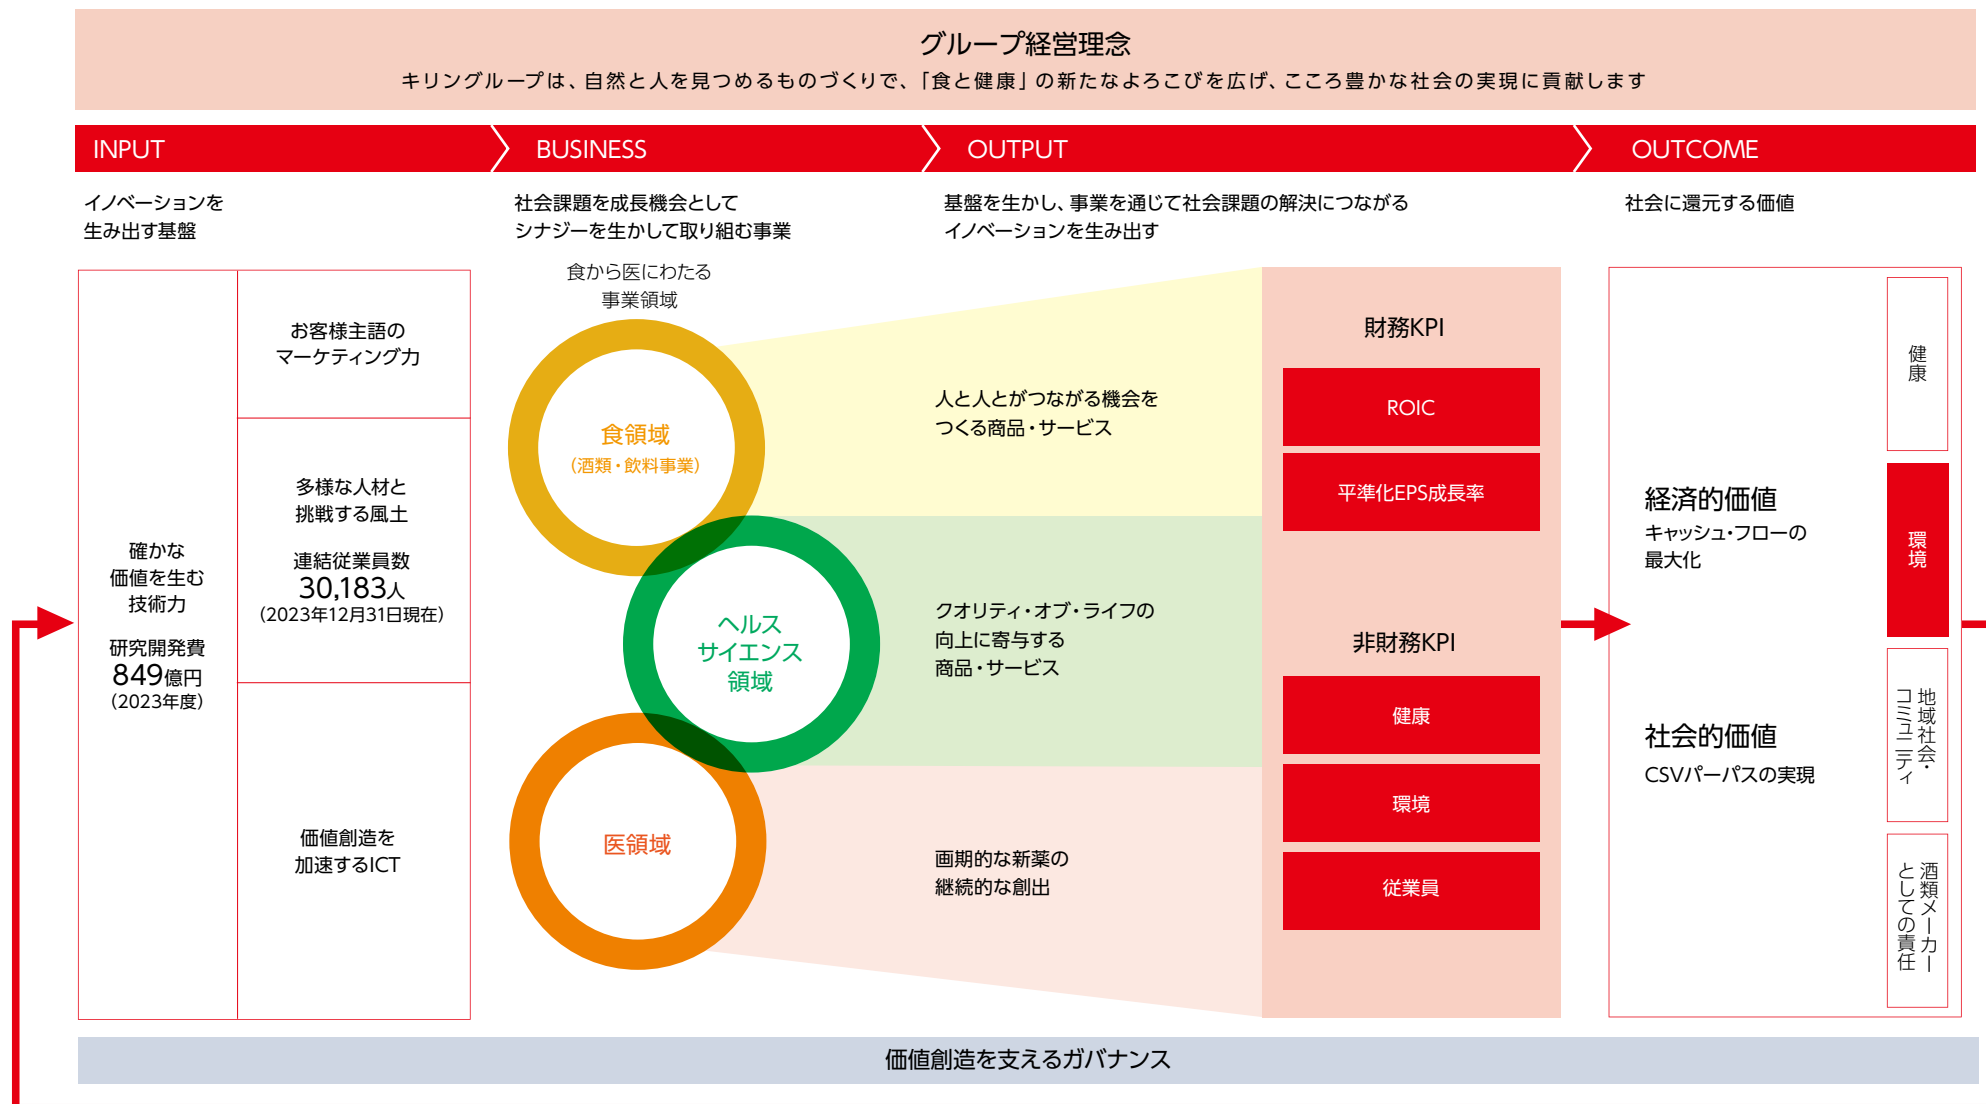 グループ経営理念
キリングループは、自然と人を見つめるものづくりで、「食と健康」の新たなよろこびを広げ、こころ豊かな社会の実現に貢献します
INPUT
BUSINESS
OUTPUT
OUTCOME
イノベーションを
生み出す基盤
社会課題を成長機会として
シナジーを生かして取り組む事業
基盤を生かし、事業を通じて社会課題の解決につながる
イノベーションを生み出す
社会に還元する価値
確かな
価値を生む
技術力
研究開発費
849億円
（2023年度）
お客様主語の
マーケティング力
多様な人材と
挑戦する風土
連結従業員数
30,183人
（2023年12月31日現在）
価値創造を
加速するICT
食から医にわたる
事業領域
食領域
（酒類・飲料事業）
ヘルス
サイエンス
領域
医領域
人と人とがつながる機会を
つくる商品・サービス
クオリティ・オブ・ライフの
向上に寄与する
商品・サービス
画期的な新薬の
継続的な創出
財務KPI
ROIC
平準化EPS成長率
非財務KPI
健康
環境
従業員
経済的価値
キャッシュ・フローの
最大化
社会的価値
CSVパーパスの実現
健康
環境
地域社会・
コミュニティ
酒類メーカー
としての責任
価値創造を支えるガバナンス